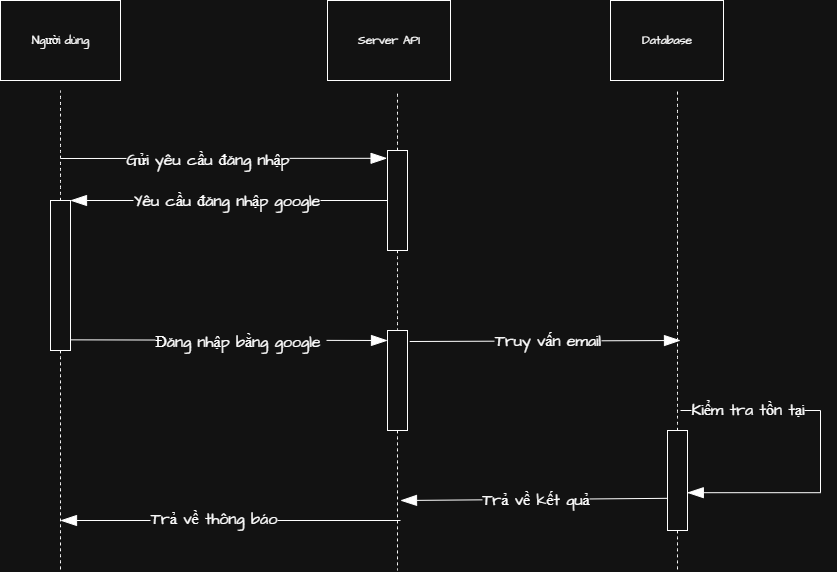 Người dùng
Server API
Database
Gửi yêu cầu đăng nhập
Yêu cầu đăng nhập google
Đăng nhập bằng google
Truy vấn email
Kiểm tra tồn tại
Trả về kết quả
Trả về thông báo